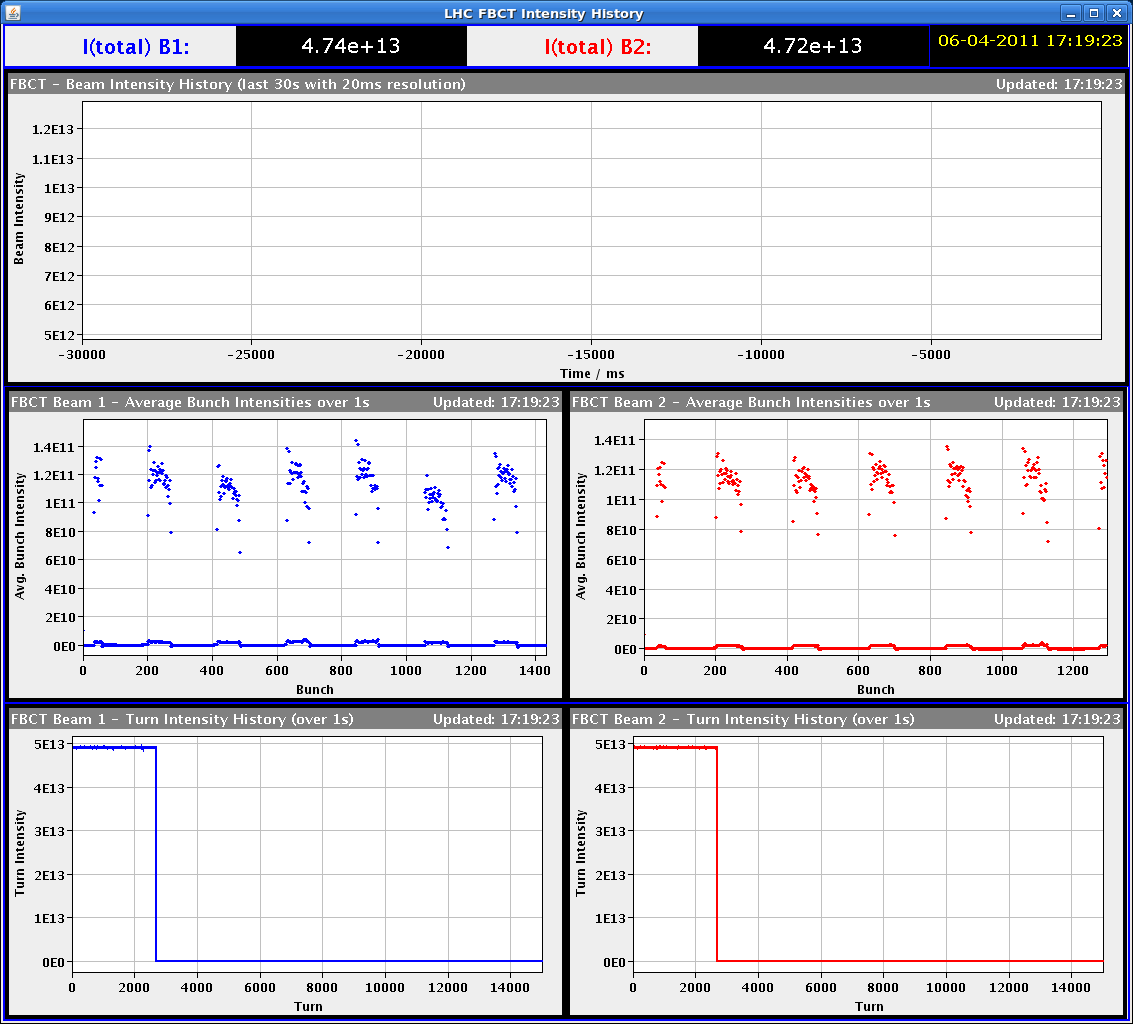 LHC FBCT Intensity History
I(total) B1: 4.74e+13 I(total) B2: 4.72e+13 06-04-2011 17:19:23
FBCT - Beam Intensity History (last 30s with 20ms resolution) Updated: 17:19:23
1.2E13
1.1E13
1E13
9E12
8E12
7E12
6E12
5E12
Beam Intensity
-30000 -25000 -20000 -15000 -10000 -5000
Time / ms
FBCT Beam 1 - Average Bunch Intensities over 1s Updated: 17:19:23
1.4E11
1.2E11
1E11
8E10
6E10
4E10
2E10
0E0
Avg. Bunch Intensity
0 200 400 600 800 1000 1200 1400
Bunch
FBCT Beam 2 - Average Bunch Intensities over 1s Updated: 17:19:23
1.4E11
1.2E11
1E11
8E10
6E10
4E10
2E10
0E0
Avg. Bunch Intensity
0 200 400 600 800 1000 1200
Bunch
FBCT Beam 1 - Turn Intensity History (over 1s) Updated: 17:19:23
5E13
4E13
3E13
2E13
1E13
0E0
Turn Intensity
0 2000 4000 6000 8000 10000 12000 14000
Turn
FBCT Beam 2 - Turn Intensity History (over 1s) Updated: 17:19:23
5E13
4E13
3E13
2E13
1E13
0E0
Turn Intensity
0 2000 4000 6000 8000 10000 12000 14000
Turn